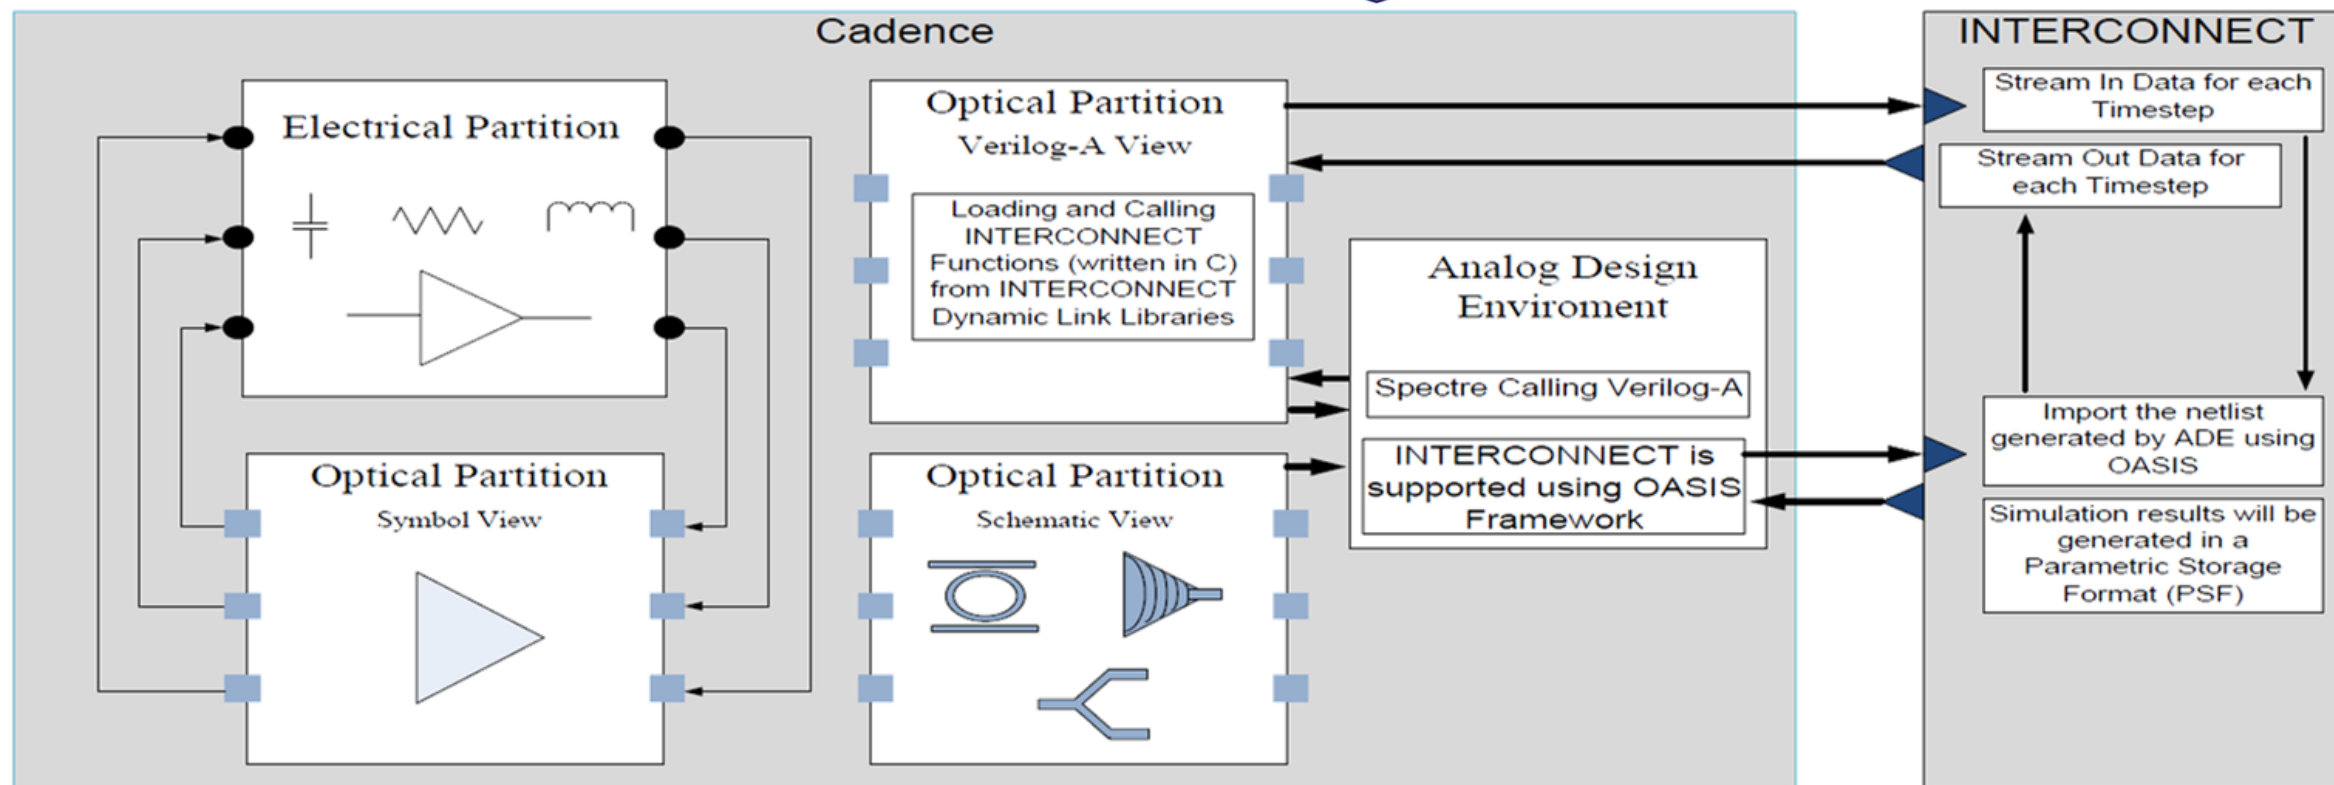 Cadence
Electrical Partition
Optical Partition
Symbol View
Optical Partition
Verilog-A View
Loading and Calling
INTERCONNECT
Functions (written in C)
from INTERCONNECT
Dynamic Link Libraries
Optical Partition
Schematic View
Analog Design
Enviroment
Spectre Calling Verilog-A
INTERCONNECT is
supported using OASIS
Framework
INTERCONNECT
Stream In Data for each
Timestep
Stream Out Data for
each Timestep
Import the netlist
generated by ADE using
OASIS
Simulation results will be
generated in a
Parametric Storage
Format (PSF)